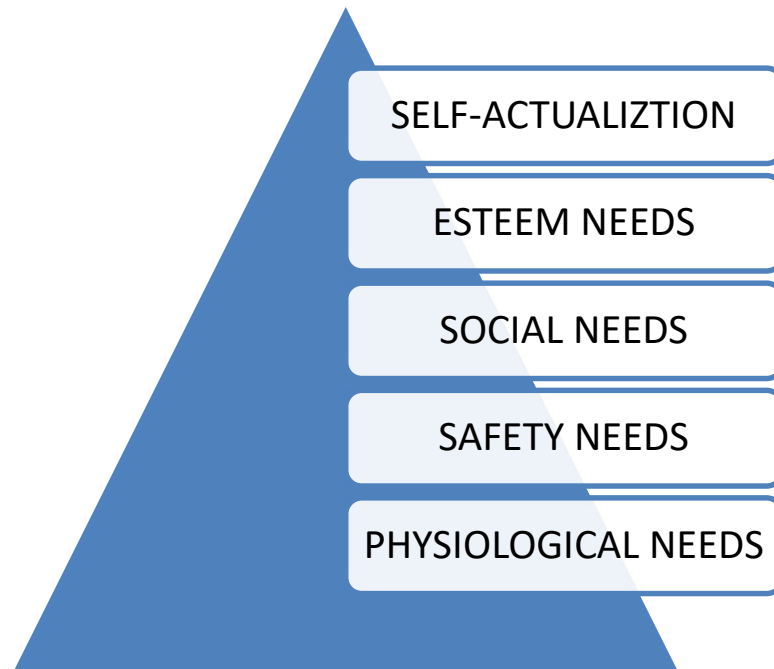 SELF-ACTUALIZTION
ESTEEM NEEDS
SOCIAL NEEDS
SAFETY NEEDS
PHYSIOLOGICAL NEEDS